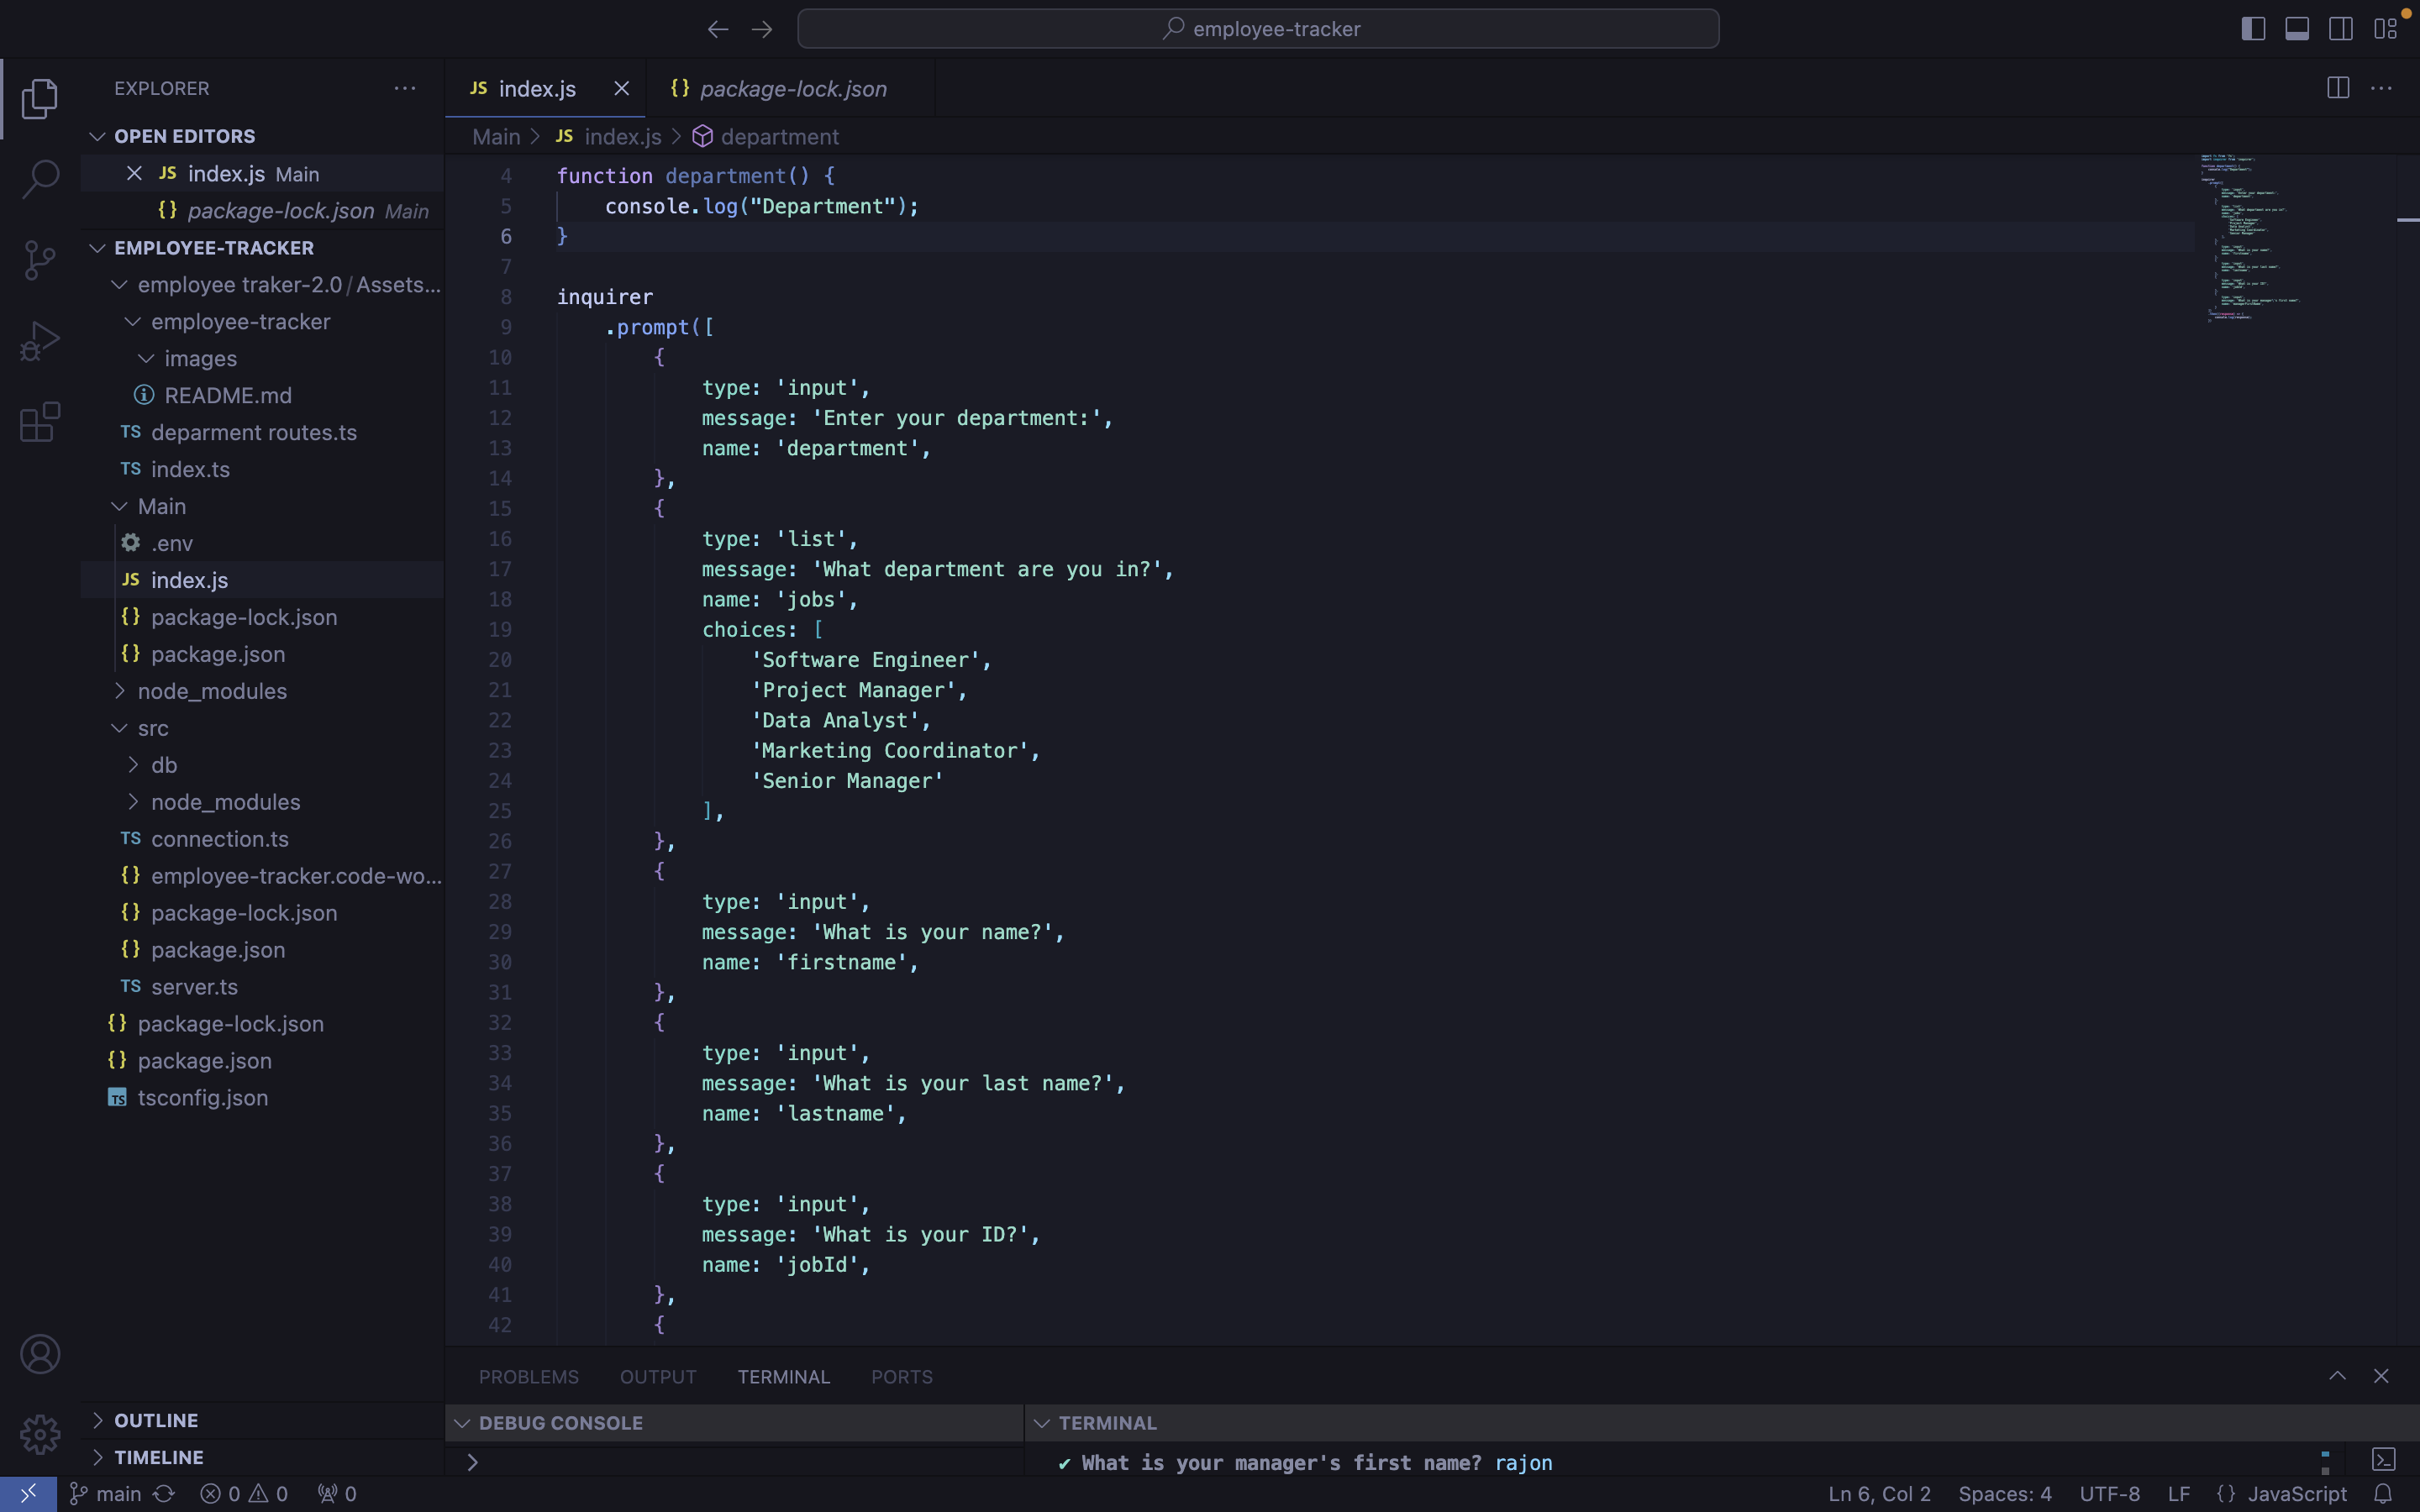 employee-tracker
EXPLORER
OPEN EDITORS
JS index.js Main
{} package-lock.json Main
EMPLOYEE-TRACKER
employee traker-2.0/Assets...
employee-tracker
images
README.md
TS deparment routes.ts
TS index.ts
Main
.env
JS index.js
{} package-lock.json
{} package.json
node_modules
src
db
node_modules
TS connection.ts
{} employee-tracker.code-wo...
{} package-lock.json
{} package.json
TS server.ts
{} package-lock.json
{} package.json
TS tsconfig.json
OUTLINE
TIMELINE
JS index.js
{} package-lock.json
Main > JS index.js > department
4 function department() {
5 console.log("Department");
6 }
7
8 inquirer
9 .prompt([
10 {
11 type: 'input',
12 message: 'Enter your department:',
13 name: 'department',
14 },
15 {
16 type: 'list',
17 message: 'What department are you in?',
18 name: 'jobs',
19 choices: [
20 'Software Engineer',
21 'Project Manager',
22 'Data Analyst',
23 'Marketing Coordinator',
24 'Senior Manager'
25 ],
26 },
27 {
28 type: 'input',
29 message: 'What is your name?',
30 name: 'firstname',
31 },
32 {
33 type: 'input',
34 message: 'What is your last name?',
35 name: 'lastname',
36 },
37 {
38 type: 'input',
39 message: 'What is your ID?',
40 name: 'jobId',
41 },
42 {
PROBLEMS OUTPUT TERMINAL PORTS
DEBUG CONSOLE
>
TERMINAL
✔ What is your manager's first name? rajon
main 0 0 0
Ln 6, Col 2 Spaces: 4 UTF-8 LF {} JavaScript